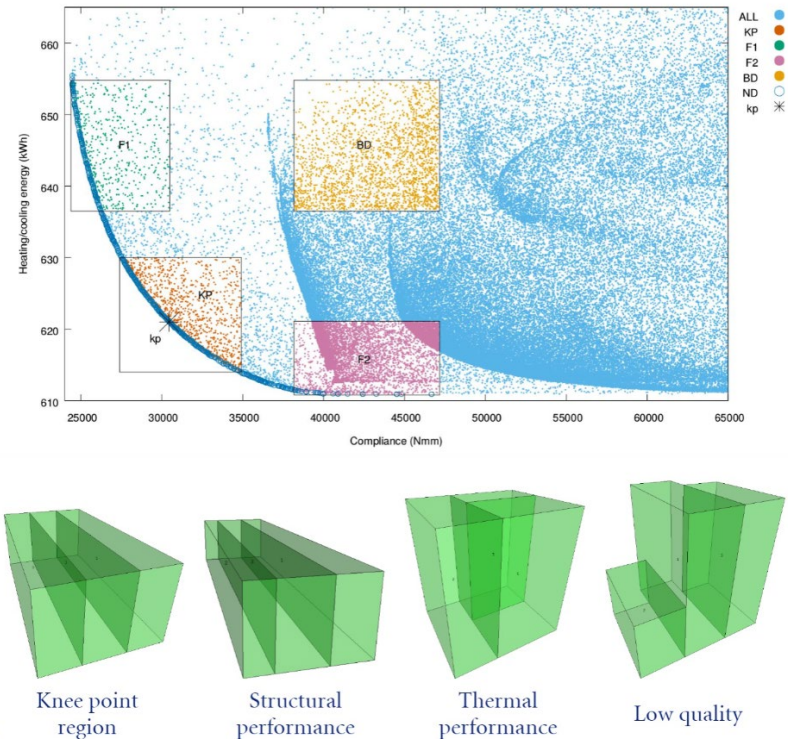 660
650
640
630
620
610
Heating/cooling energy (kWh)
F1
BD
KP
kp
F2
25000 30000 35000 40000 45000 50000 55000 60000 65000
Compliance (Nmm)
ALL
KP
F1
F2
BD
ND
kp
Knee point
region
Structural
performance
Thermal
performance
Low quality